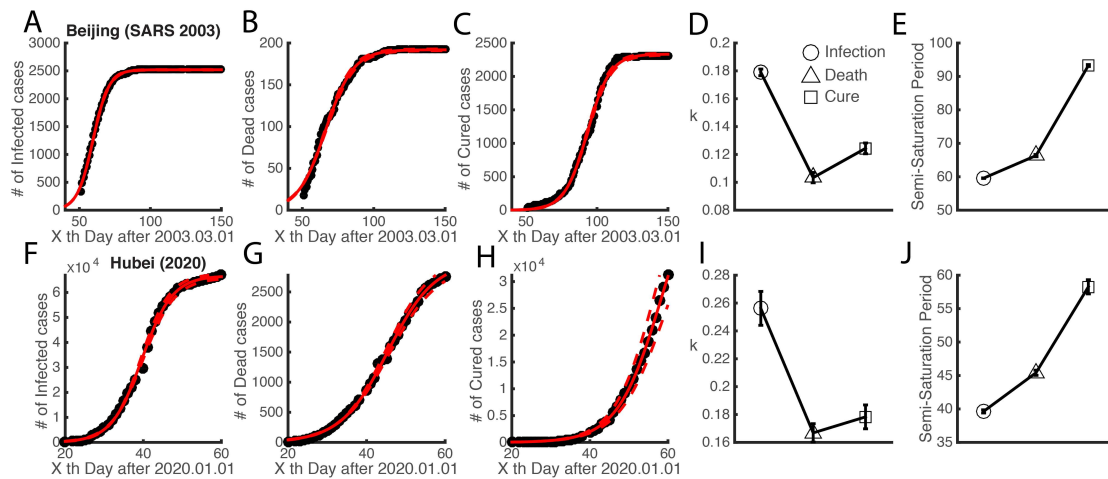 A
Beijing (SARS 2003)
# of Infected cases
3000
2500
2000
1500
1000
500
0
50
100
150
X th Day after 2003.03.01
B
# of Dead cases
200
150
100
50
0
50
100
150
X th Day after 2003.03.01
C
# of Cured cases
2500
2000
1500
1000
500
0
50
100
150
X th Day after 2003.03.01
D
k
0.2
0.18
0.16
0.14
0.12
0.1
0.08
Infection
Death
Cure
E
Semi-Saturation Period
100
90
80
70
60
50
F
Hubei (2020)
×10⁴
# of Infected cases
6
5
4
3
2
1
0
20
40
60
X th Day after 2020.01.01
G
# of Dead cases
2500
2000
1500
1000
500
0
20
40
60
X th Day after 2020.01.01
H
×10⁴
# of Cured cases
3
2.5
2
1.5
1
0.5
0
20
40
60
X th Day after 2020.01.01
I
k
0.28
0.26
0.24
0.22
0.2
0.18
0.16
J
Semi-Saturation Period
60
55
50
45
40
35